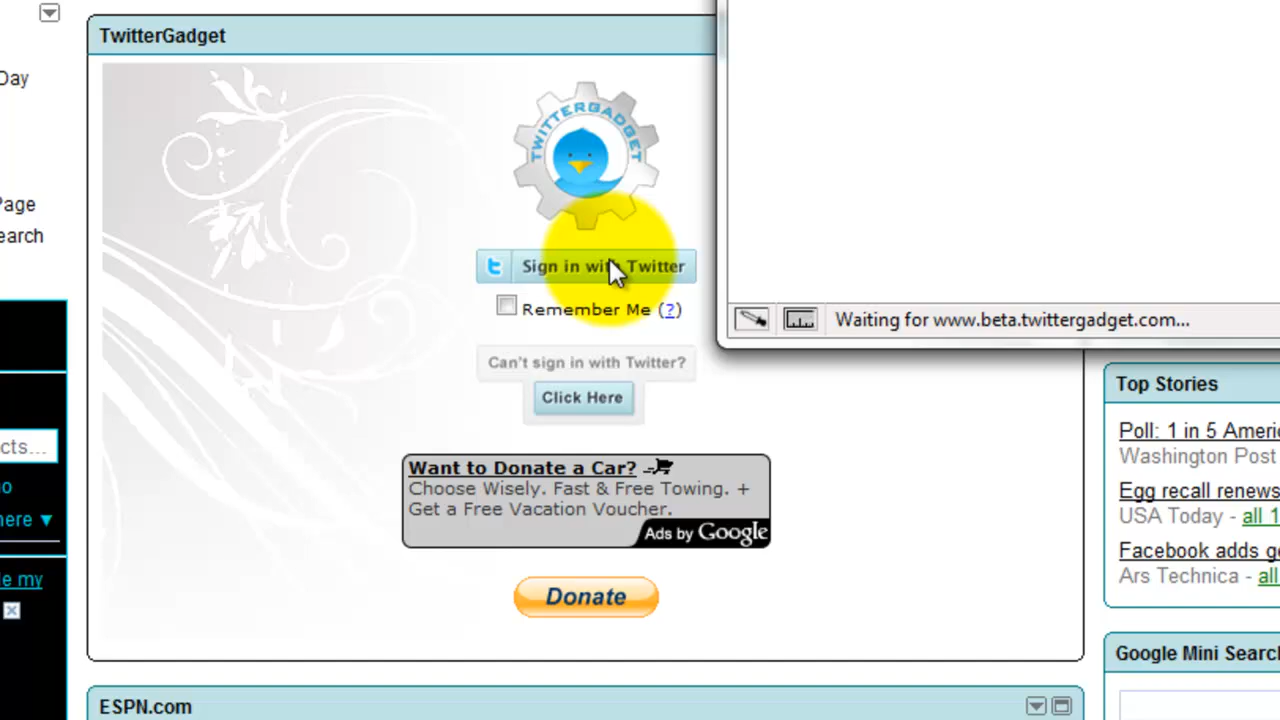 Day
Page
earch
cts...
o
here ▼
le my
TwitterGadget
TWITTERGADGET
Sign in with Twitter
Remember Me (?)
Can't sign in with Twitter?
Click Here
Want to Donate a Car?
Choose Wisely. Fast & Free Towing. +
Get a Free Vacation Voucher.
Ads by Google
Donate
ESPN.com
Waiting for www.beta.twittergadget.com...
Top Stories
Poll: 1 in 5 Ameri
Washington Post
Egg recall renews
USA Today - all 1
Facebook adds ge
Ars Technica - all
Google Mini Search